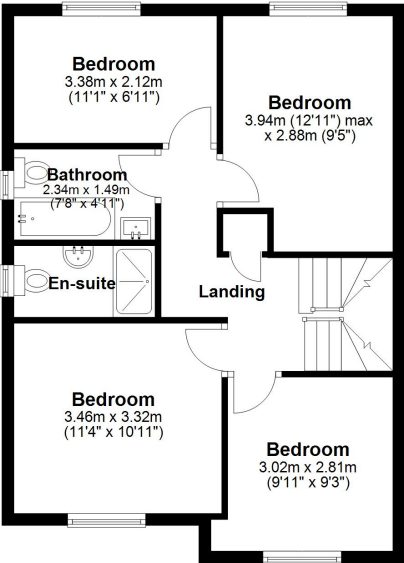 Bedroom
3.38m x 2.12m
(11'1" x 6'11")
Bedroom
3.94m (12'11") max
x 2.88m (9'5")
Bathroom
2.34m x 1.49m
(7'8" x 4'11")
En-suite
Landing
Bedroom
3.46m x 3.32m
(11'4" x 10'11")
Bedroom
3.02m x 2.81m
(9'11" x 9'3")